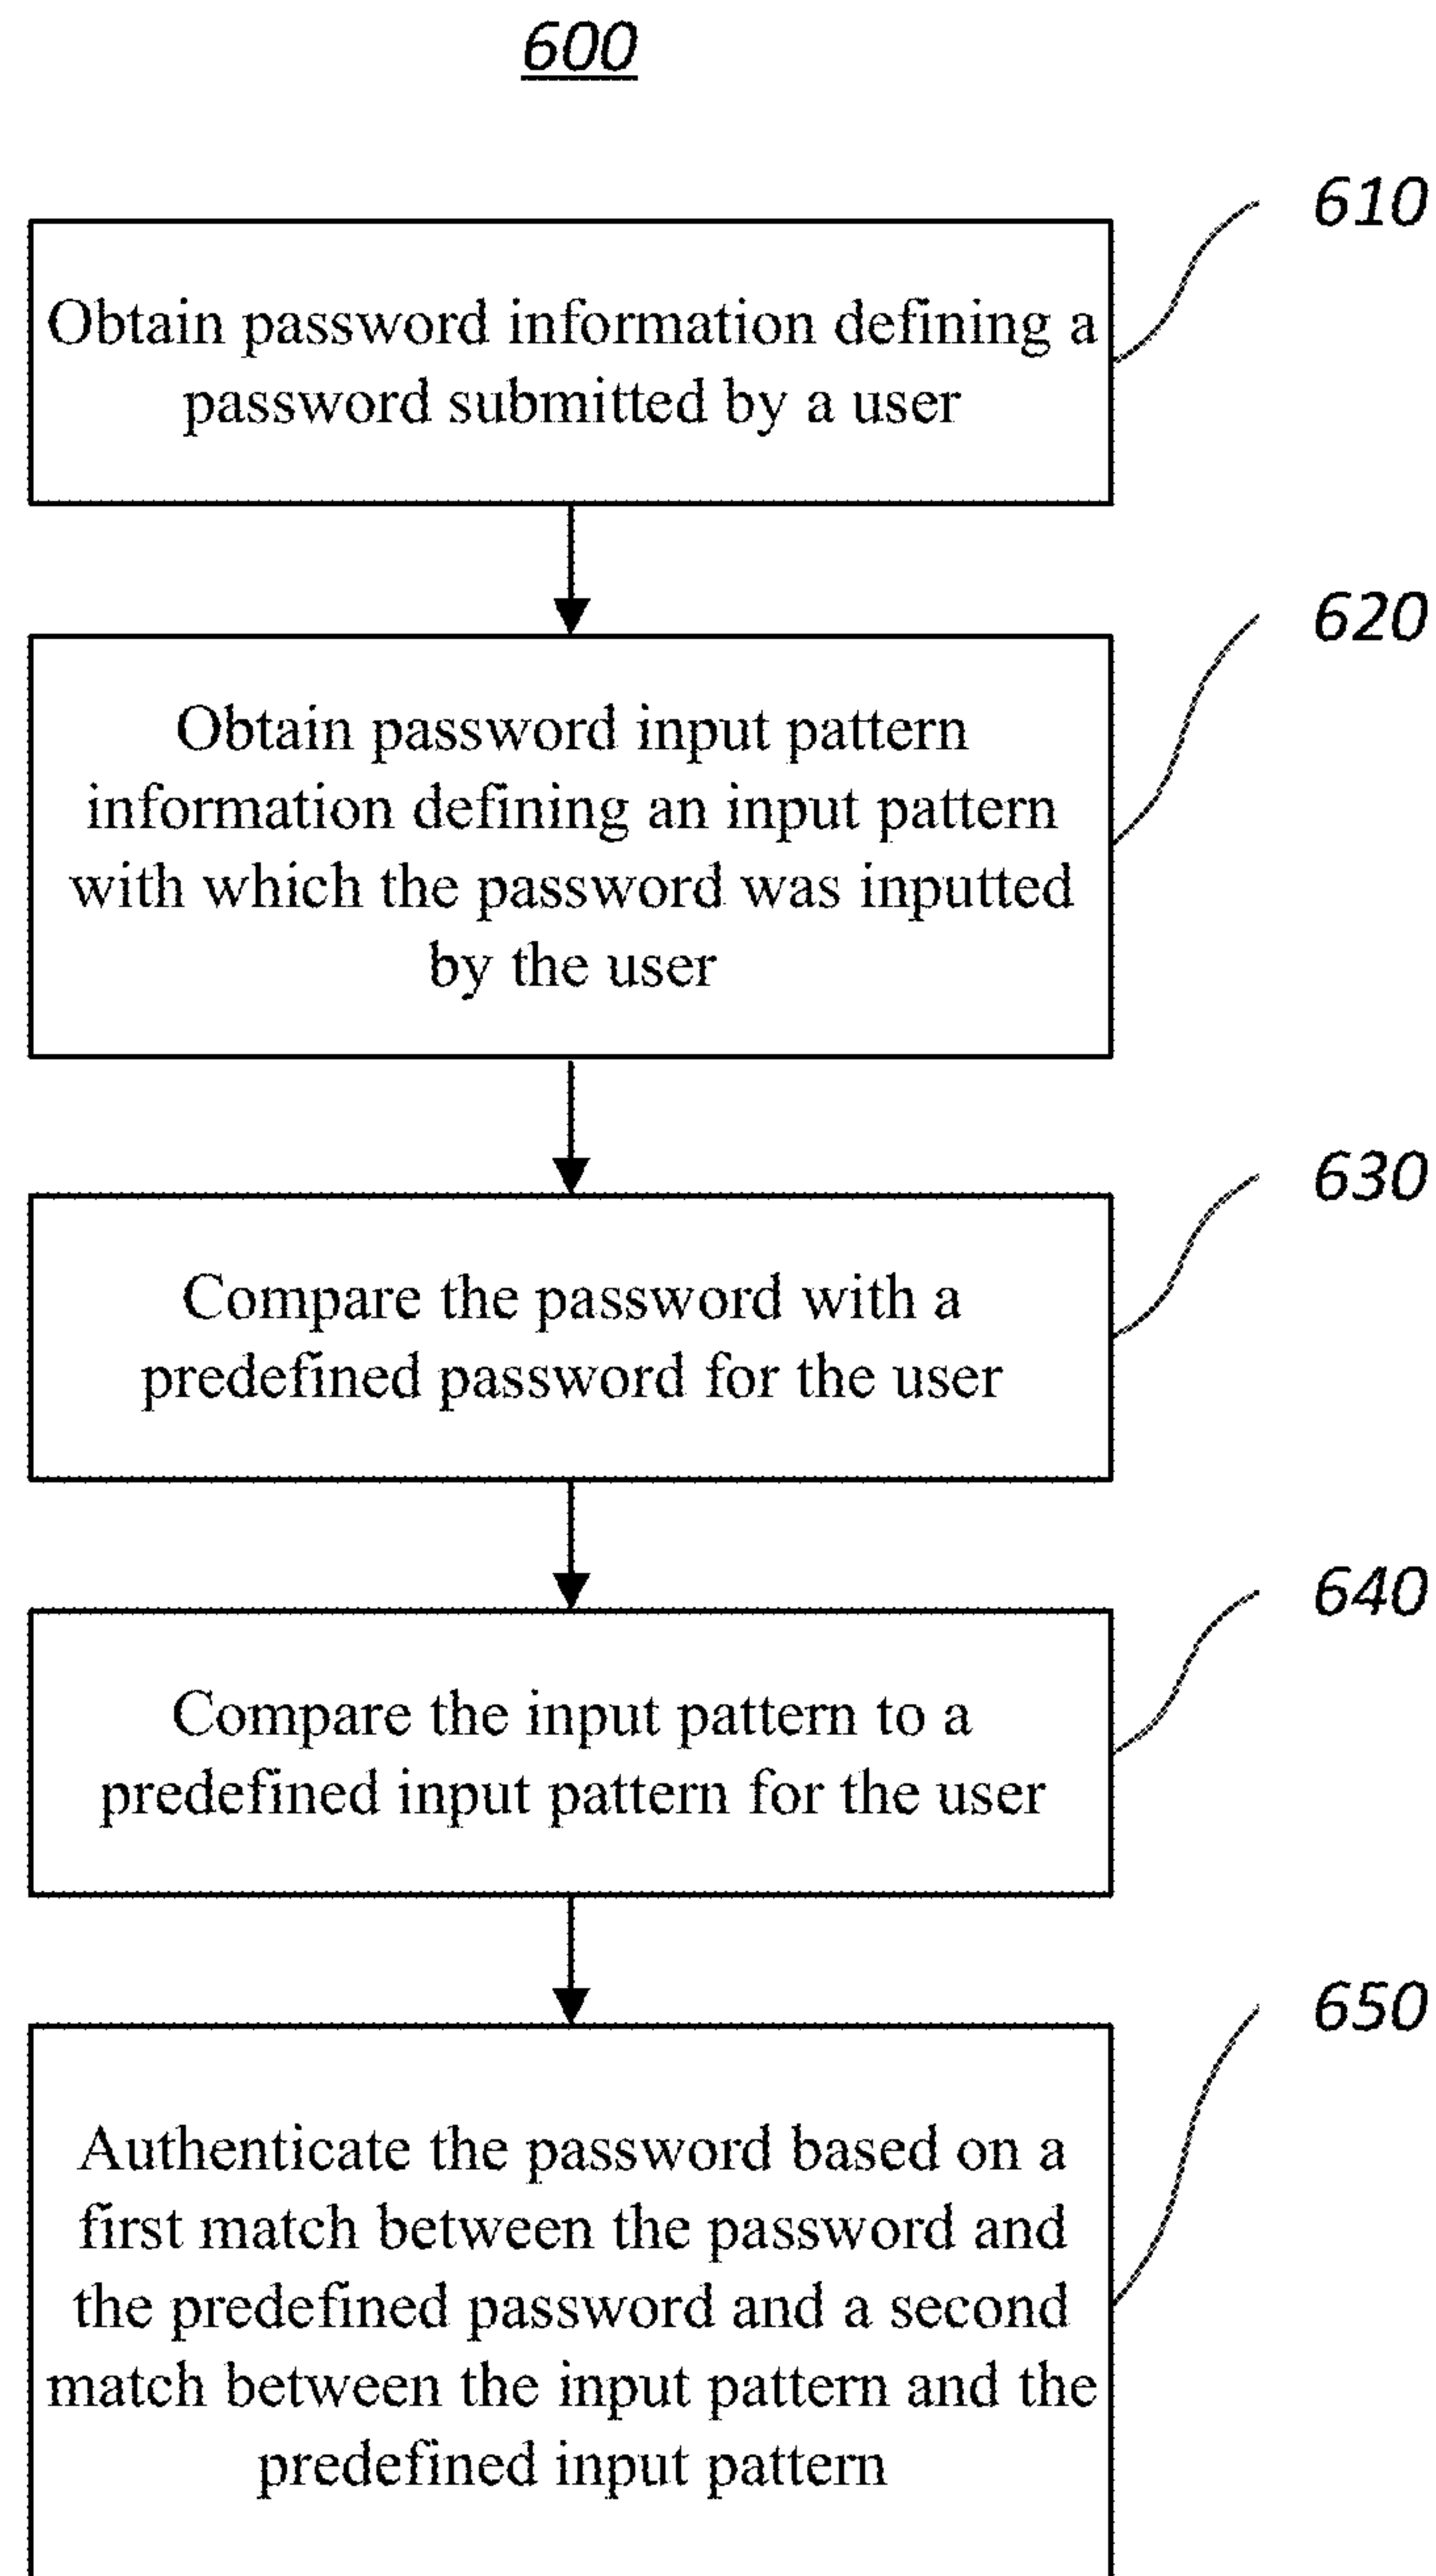 600
610
Obtain password information defining a
password submitted by a user
620
Obtain password input pattern
information defining an input pattern
with which the password was inputted
by the user
630
Compare the password with a
predefined password for the user
640
Compare the input pattern to a
predefined input pattern for the user
650
Authenticate the password based on a
first match between the password and
the predefined password and a second
match between the input pattern and the
predefined input pattern